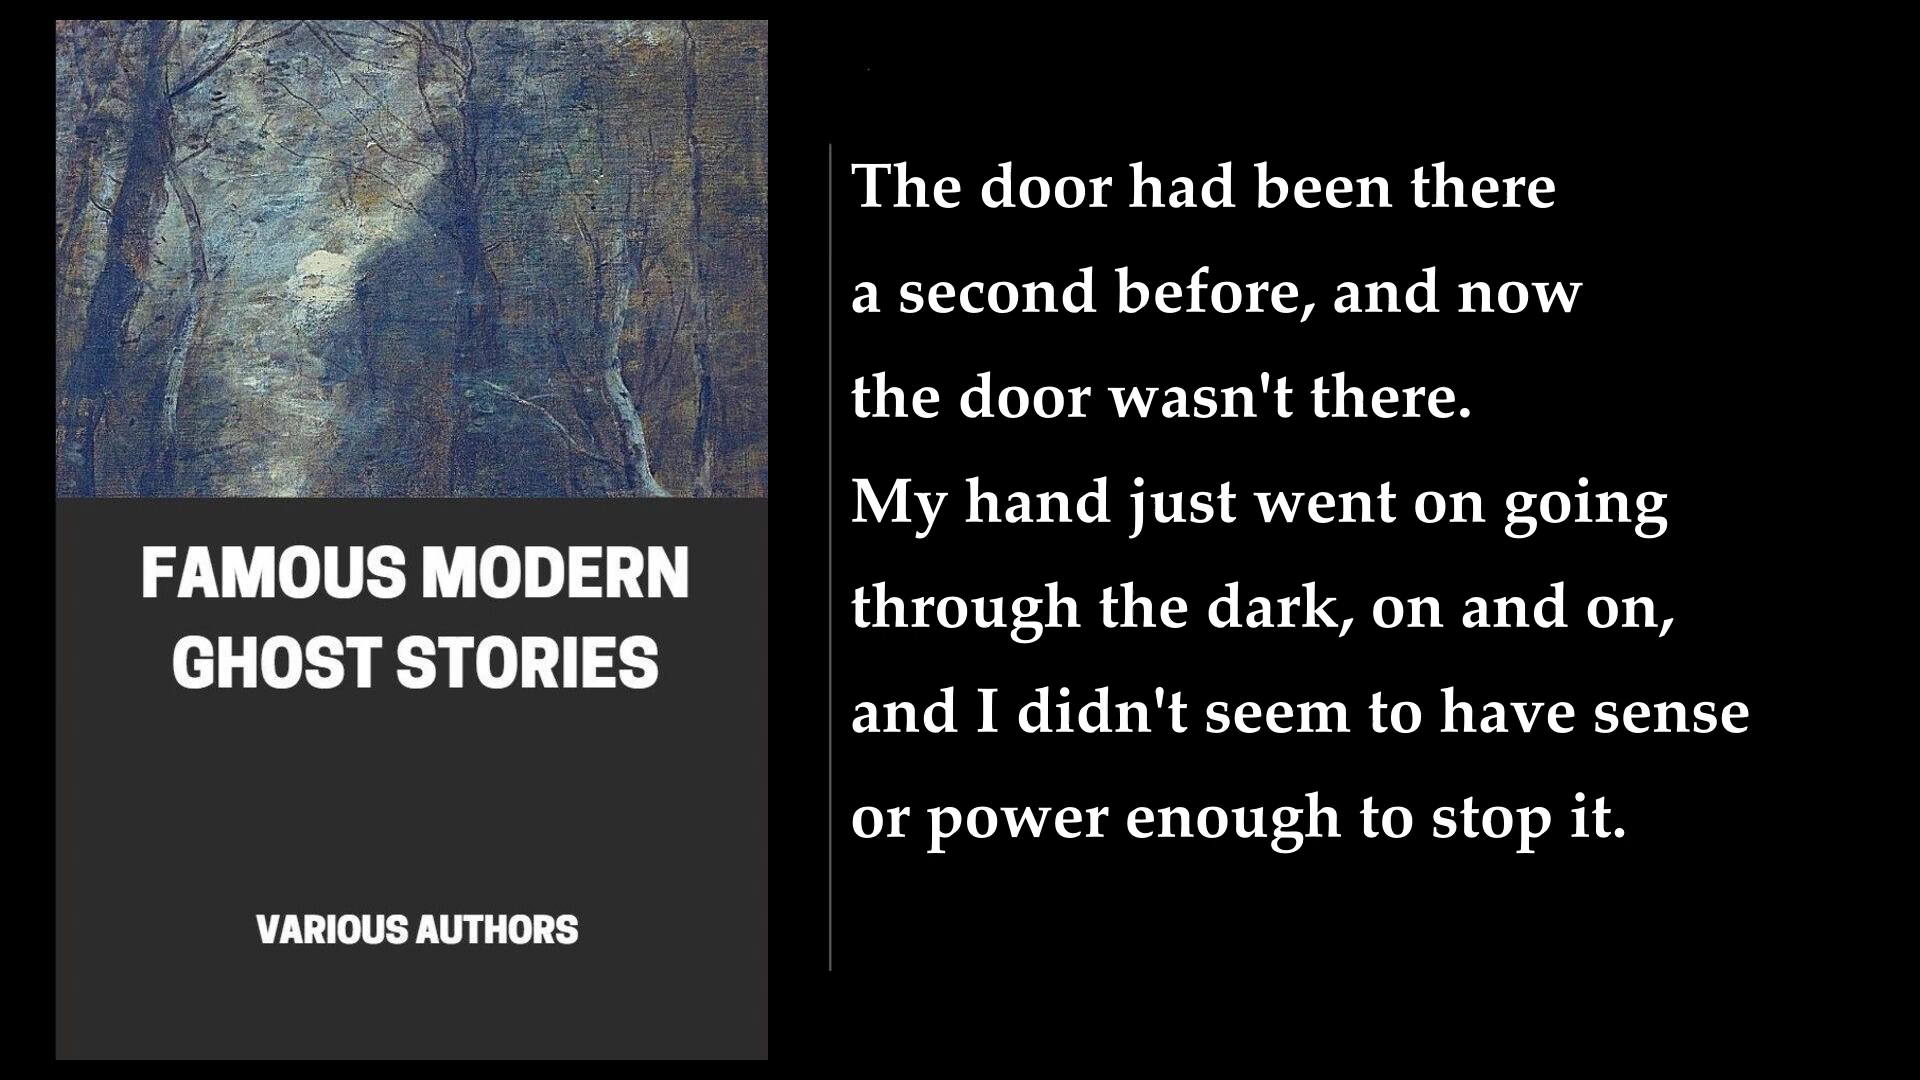 FAMOUS MODERN
GHOST STORIES
VARIOUS AUTHORS
The door had been there
a second before, and now
the door wasn't there.
My hand just went on going
through the dark, on and on,
and I didn't seem to have sense
or power enough to stop it.